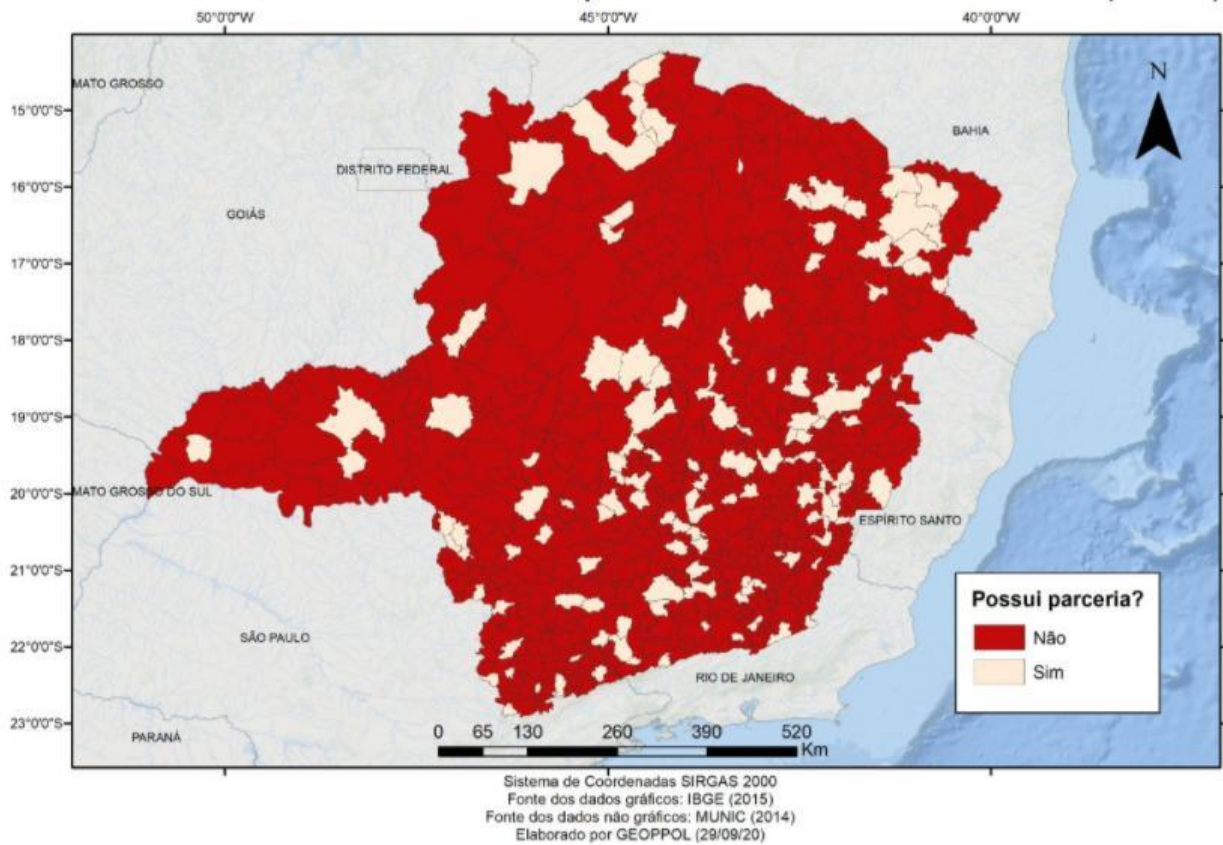 50°0'0"W 45°0'0"W 40°0'0"W
MATO GROSSO
N
15°0'0"S
BAHIA
DISTRITO FEDERAL
16°0'0"S
GOIÁS
17°0'0"S
18°0'0"S
19°0'0"S
MATO GROSSO DO SUL
20°0'0"S
ESPÍRITO SANTO
21°0'0"S
Possui parceria?
Não
Sim
SÃO PAULO
22°0'0"S
RIO DE JANEIRO
23°0'0"S
PARANÁ
0 65 130 260 390 520
Km
Sistema de Coordenadas SIRGAS 2000
Fonte dos dados gráficos: IBGE (2015)
Fonte dos dados não gráficos: MUNIC (2014)
Elaborado por GEOPPOL (29/09/20)